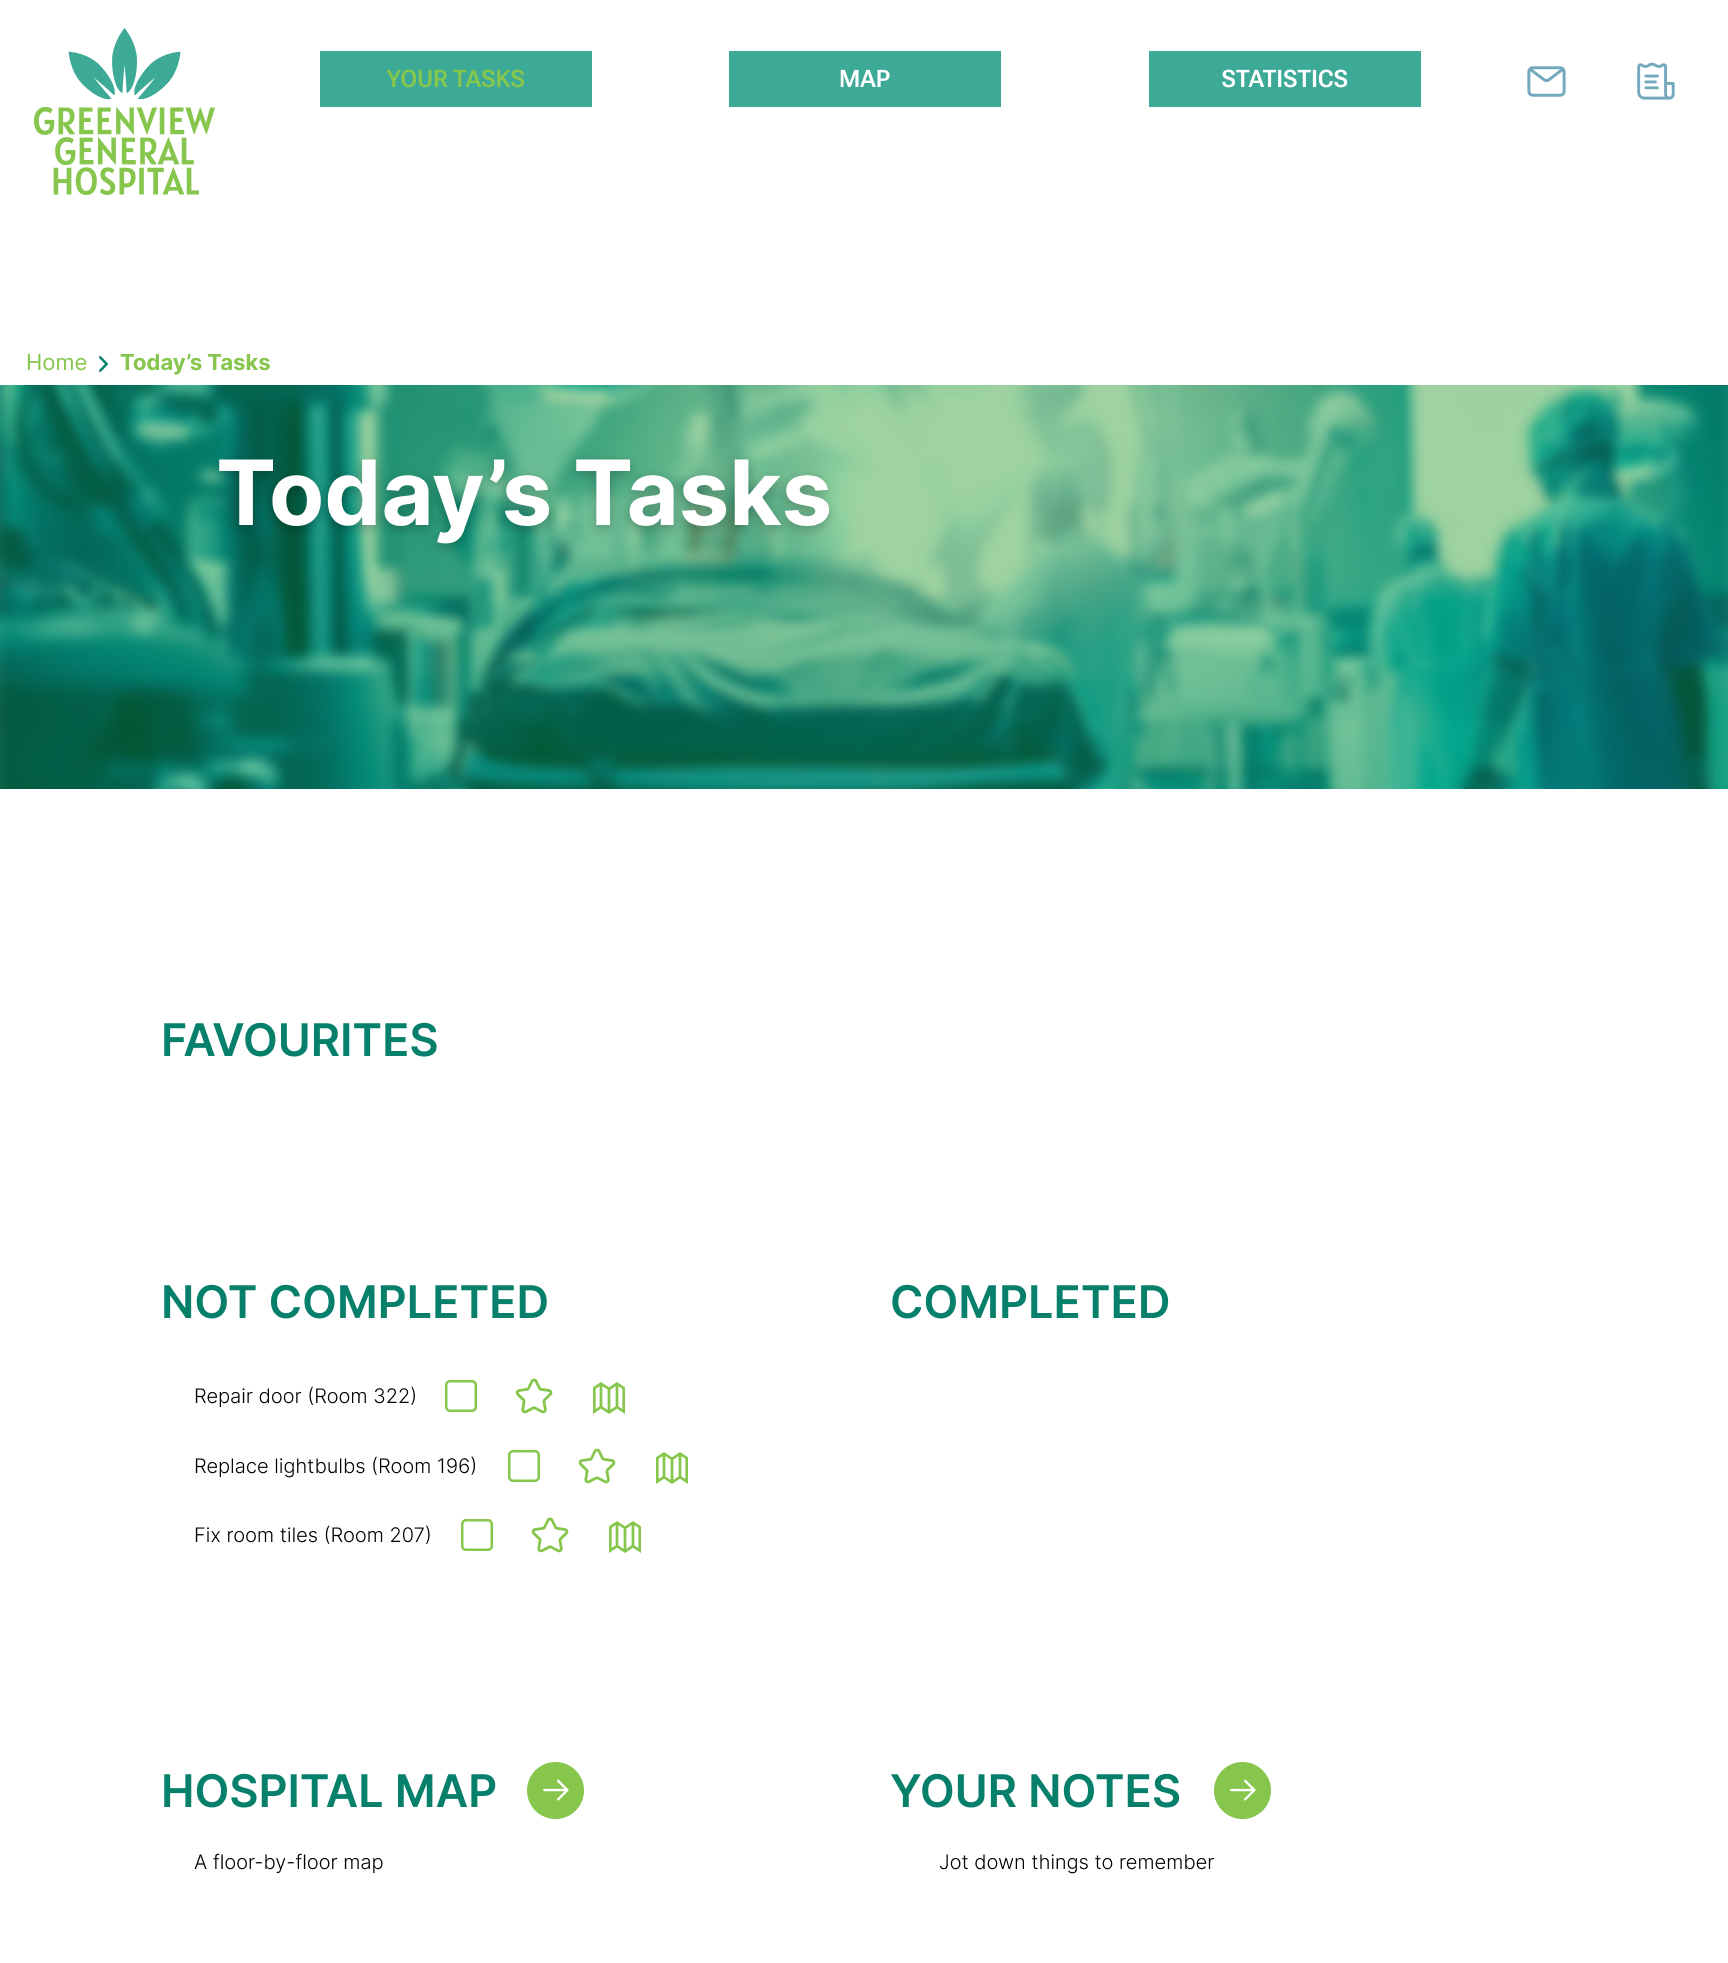 GREENVIEW
GENERAL
HOSPITAL
YOUR TASKS
MAP
STATISTICS
Home
Today’s Tasks
Today’s Tasks
FAVOURITES
NOT COMPLETED
Repair door (Room 322)
Replace lightbulbs (Room 196)
Fix room tiles (Room 207)
COMPLETED
HOSPITAL MAP
A floor-by-floor map
YOUR NOTES
Jot down things to remember